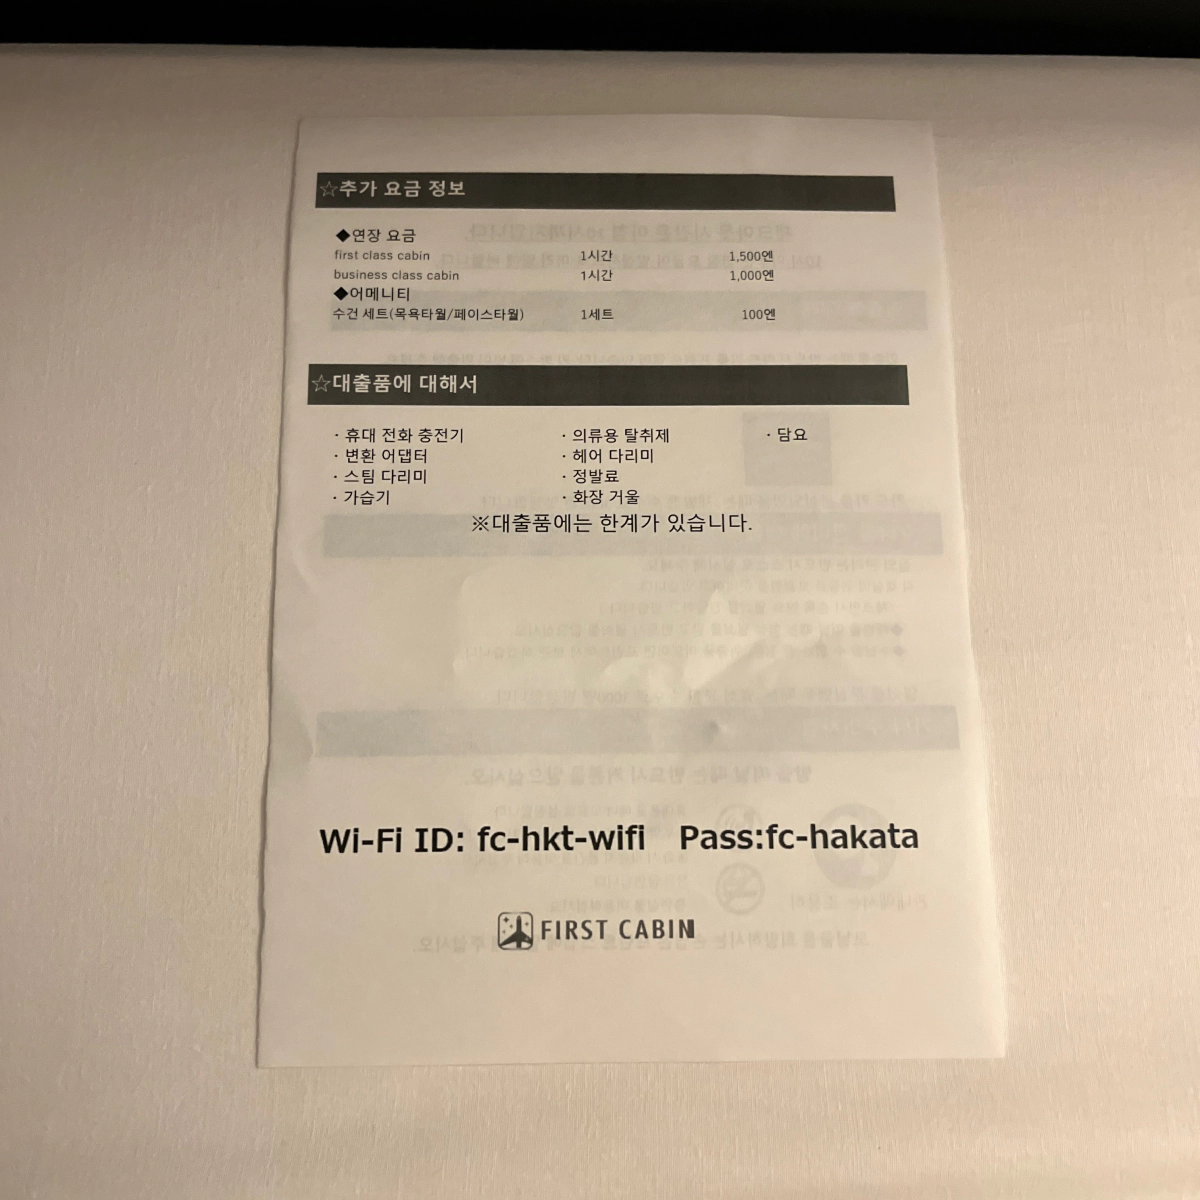 ☆추가 요금 정보
◆연장 요금
first class cabin 1시간 1,500엔
business class cabin 1시간 1,000엔
◆어메니티
수건 세트(목욕타월/페이스타월) 1세트 100엔
☆대출품에 대해서
· 휴대 전화 충전기 · 의류용 탈취제 · 담요
· 변환 어댑터 · 헤어 다리미
· 스팀 다리미 · 정발료
· 가습기 · 화장 거울
※대출품에는 한계가 있습니다.
Wi-Fi ID: fc-hkt-wifi Pass:fc-hakata
FIRST CABIN